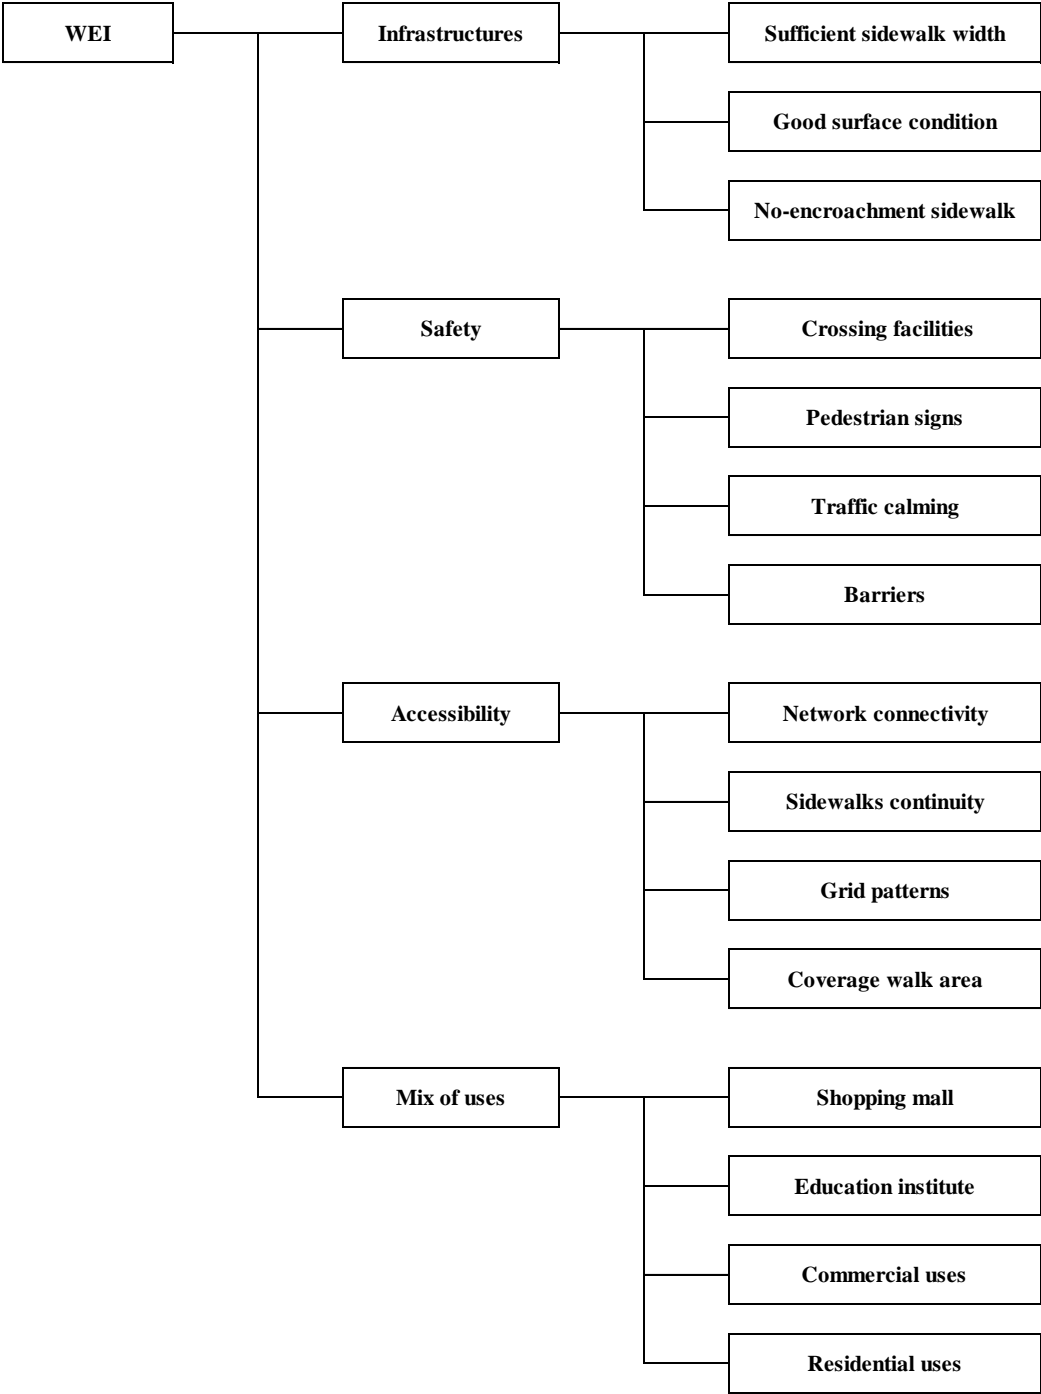 WEI
Infrastructures
Sufficient sidewalk width
Good surface condition
No-encroachment sidewalk
Safety
Crossing facilities
Pedestrian signs
Traffic calming
Barriers
Accessibility
Network connectivity
Sidewalks continuity
Grid patterns
Coverage walk area
Mix of uses
Shopping mall
Education institute
Commercial uses
Residential uses